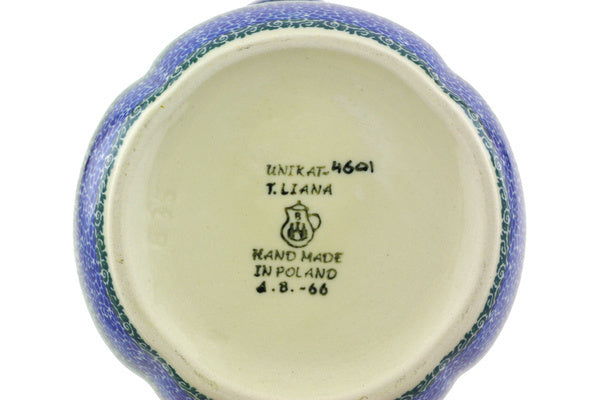 UNIKAT-4601
T. LIANA
B
HAND MADE
IN POLAND
A.B.-66